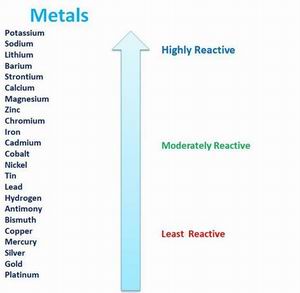 Metals
Potassium
Sodium
Lithium
Barium
Strontium
Calcium
Magnesium
Zinc
Chromium
Iron
Cadmium
Cobalt
Nickel
Tin
Lead
Hydrogen
Antimony
Bismuth
Copper
Mercury
Silver
Gold
Platinum
Highly Reactive
Moderately Reactive
Least Reactive